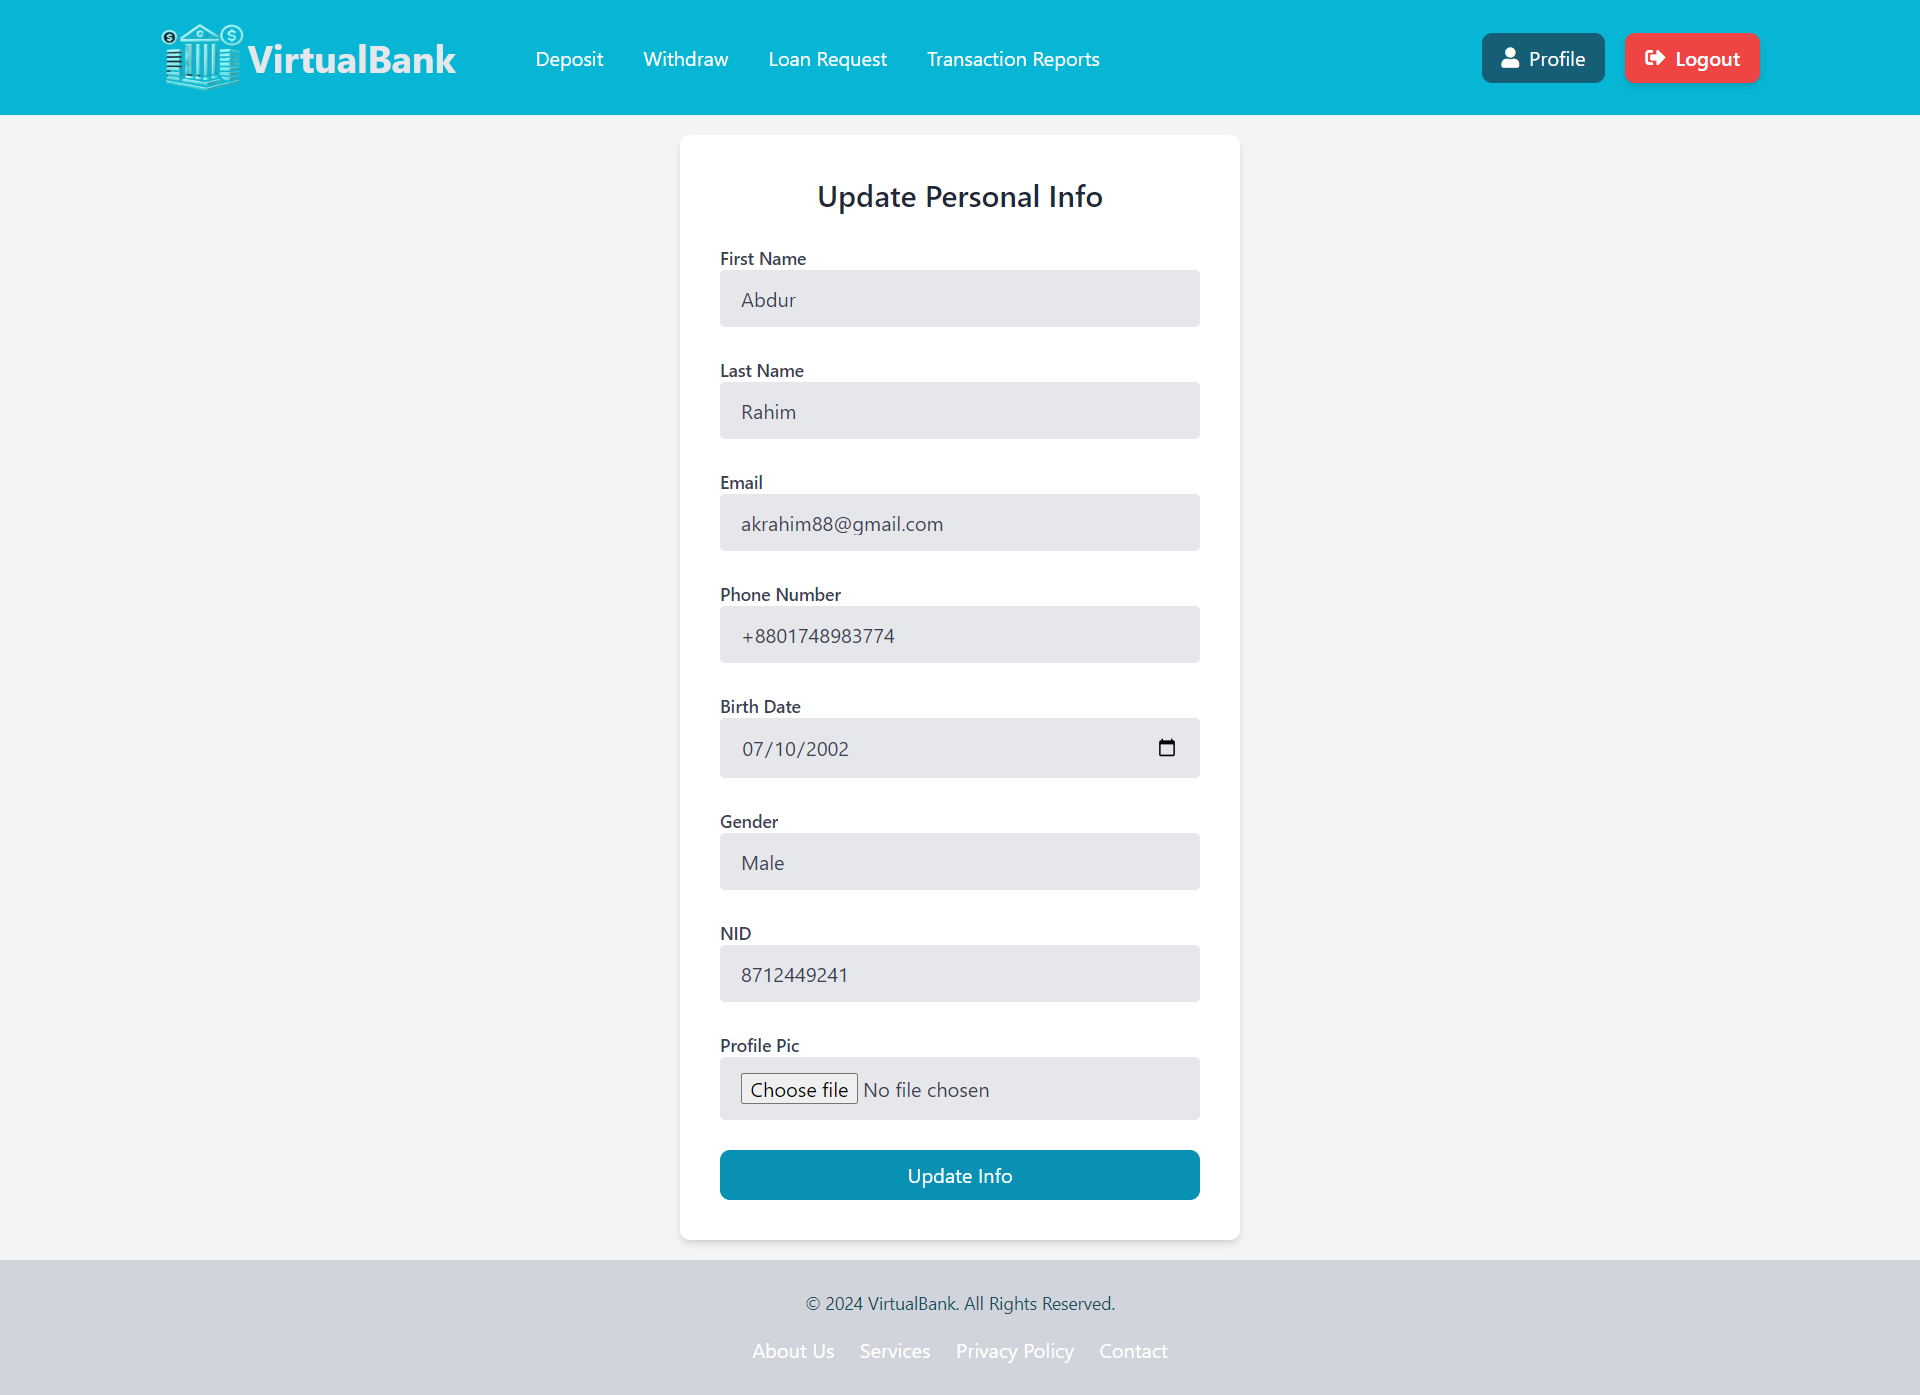 VirtualBank
Deposit Withdraw Loan Request Transaction Reports
Profile Logout
Update Personal Info
First Name
Abdur
Last Name
Rahim
Email
akrahim88@gmail.com
Phone Number
+8801748983774
Birth Date
07/10/2002
Gender
Male
NID
8712449241
Profile Pic
Choose file No file chosen
Update Info
© 2024 VirtualBank. All Rights Reserved.
About Us Services Privacy Policy Contact